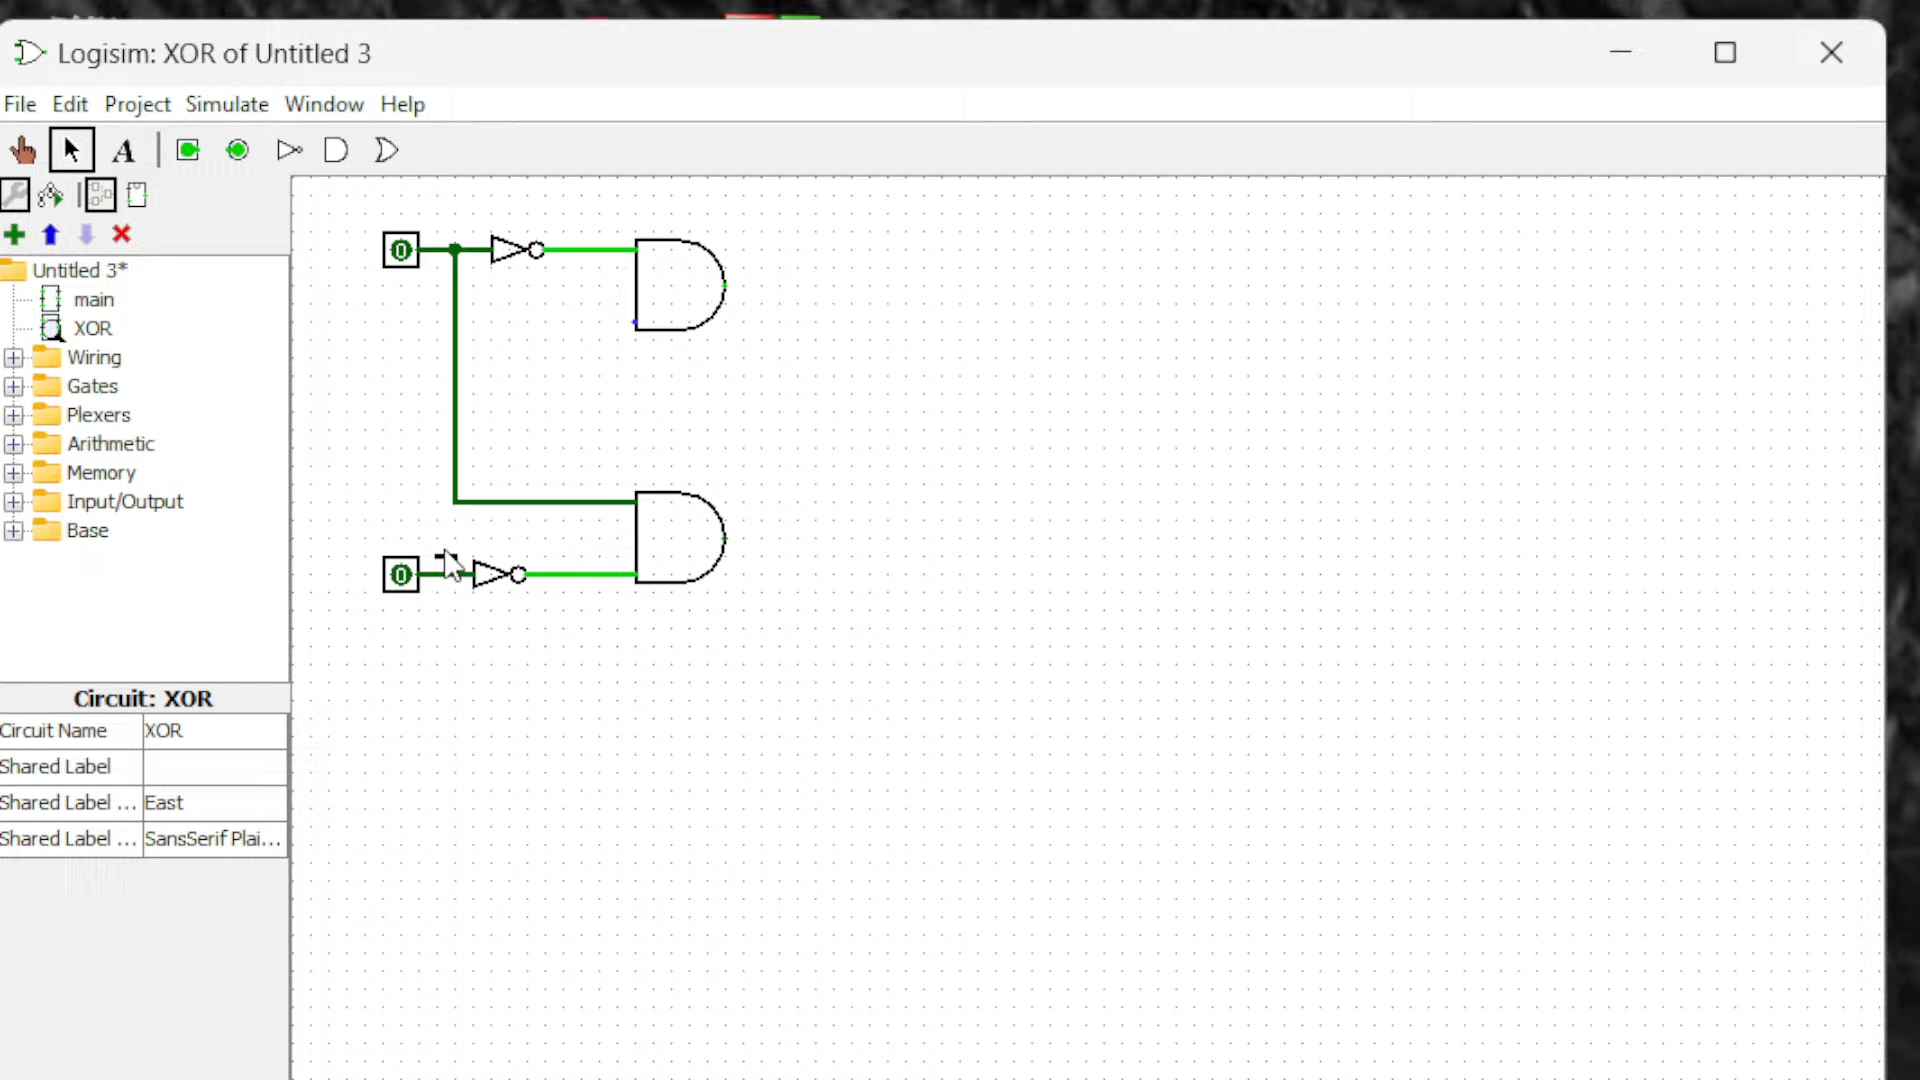 Logisim: XOR of Untitled 3
File Edit Project Simulate Window Help
A
Untitled 3*
main
XOR
Wiring
Gates
Plexers
Arithmetic
Memory
Input/Output
Base
0
0
Circuit: XOR
Circuit Name XOR
Shared Label
Shared Label ... East
Shared Label ... SansSerif Plai...